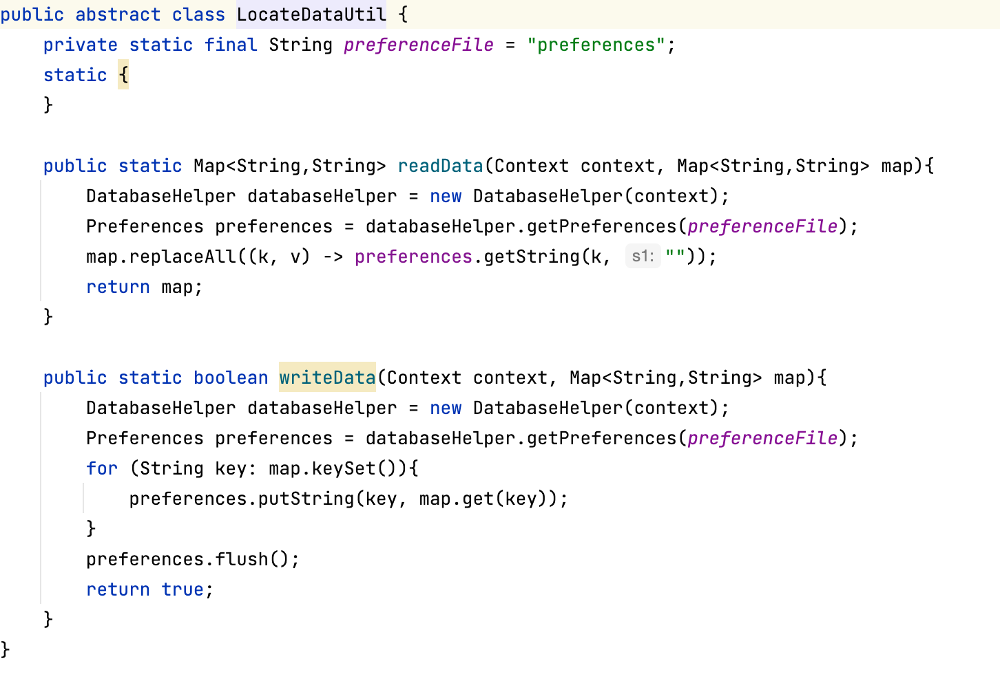 public abstract class LocateDataUtil {
    private static final String preferenceFile = "preferences";
    static {
    }

    public static Map<String,String> readData(Context context, Map<String,String> map){
        DatabaseHelper databaseHelper = new DatabaseHelper(context);
        Preferences preferences = databaseHelper.getPreferences(preferenceFile);
        map.replaceAll((k, v) -> preferences.getString(k, s1: ""));
        return map;
    }

    public static boolean writeData(Context context, Map<String,String> map){
        DatabaseHelper databaseHelper = new DatabaseHelper(context);
        Preferences preferences = databaseHelper.getPreferences(preferenceFile);
        for (String key: map.keySet()){
            preferences.putString(key, map.get(key));
        }
        preferences.flush();
        return true;
    }
}